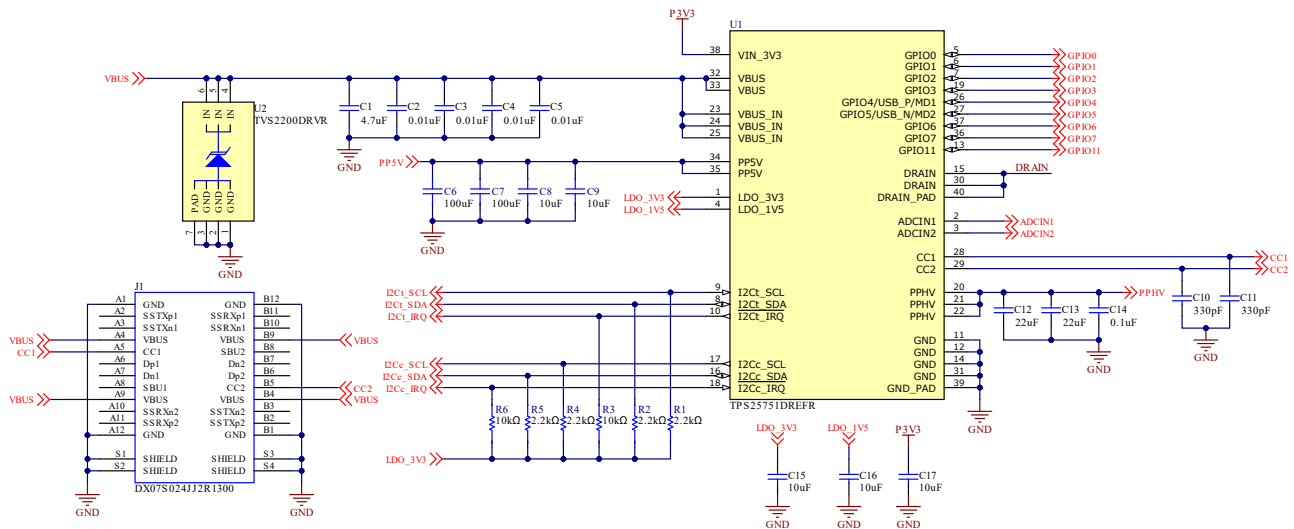 P3V3
U1
38 VIN_3V3
VBUS
32 VBUS
33 VBUS
23 VBUS_IN
24 VBUS_IN
25 VBUS_IN
34 PP5V
35 PP5V
1 LDO_3V3
4 LDO_1V5
9 I2Ct_SCL
8 I2Ct_SDA
10 I2Ct_IRQ
17 I2Cc_SCL
16 I2Cc_SDA
18 I2Cc_IRQ
GPIO0 5 GPIO0
GPIO1 6 GPIO1
GPIO2 7 GPIO2
GPIO3 19 GPIO3
GPIO4/USB_P/MD1 26 GPIO4
GPIO5/USB_N/MD2 27 GPIO5
GPIO6 37 GPIO6
GPIO7 36 GPIO7
GPIO11 13 GPIO11
DRAIN 15 DRAIN
DRAIN 30
DRAIN_PAD 40
ADCIN1 2 ADCIN1
ADCIN2 3 ADCIN2
CC1 28 CC1
CC2 29 CC2
PPHV 20 PPHV
PPHV 21
PPHV 22
GND 11
GND 12
GND 14
GND 31
GND_PAD 39
TPS25751DREFR
GND
6 5 4
IN IN IN
U2
TVS2200DRVR
PAD GND GND GND
7 3 2 1
GND
C1
4.7uF
C2
0.01uF
C3
0.01uF
C4
0.01uF
C5
0.01uF
GND
PP5V
C6
100uF
C7
100uF
C8
10uF
C9
10uF
GND
LDO_3V3
LDO_1V5
C12
22uF
C13
22uF
C14
0.1uF
GND
C10
330pF
C11
330pF
GND
J1
A1 GND GND B12
A2 SSTXp1 SSRXp1 B11
A3 SSTXn1 SSRXn1 B10
VBUS A4 VBUS VBUS B9 VBUS
CC1 A5 CC1 SBU2 B8
A6 Dp1 Dn2 B7
A7 Dn1 Dp2 B6
A8 SBU1 CC2 B5 CC2
VBUS A9 VBUS VBUS B4 VBUS
A10 SSRXn2 SSTXn2 B3
A11 SSRXp2 SSTXp2 B2
A12 GND GND B1
S1 SHIELD SHIELD S3
S2 SHIELD SHIELD S4
DX07S024JJ2R1300
GND
GND
I2Ct_SCL
I2Ct_SDA
I2Ct_IRQ
I2Cc_SCL
I2Cc_SDA
I2Cc_IRQ
R6
10kΩ
R5
2.2kΩ
R4
2.2kΩ
R3
10kΩ
R2
2.2kΩ
R1
2.2kΩ
LDO_3V3
LDO_3V3
C15
10uF
GND
LDO_1V5
C16
10uF
GND
P3V3
C17
10uF
GND